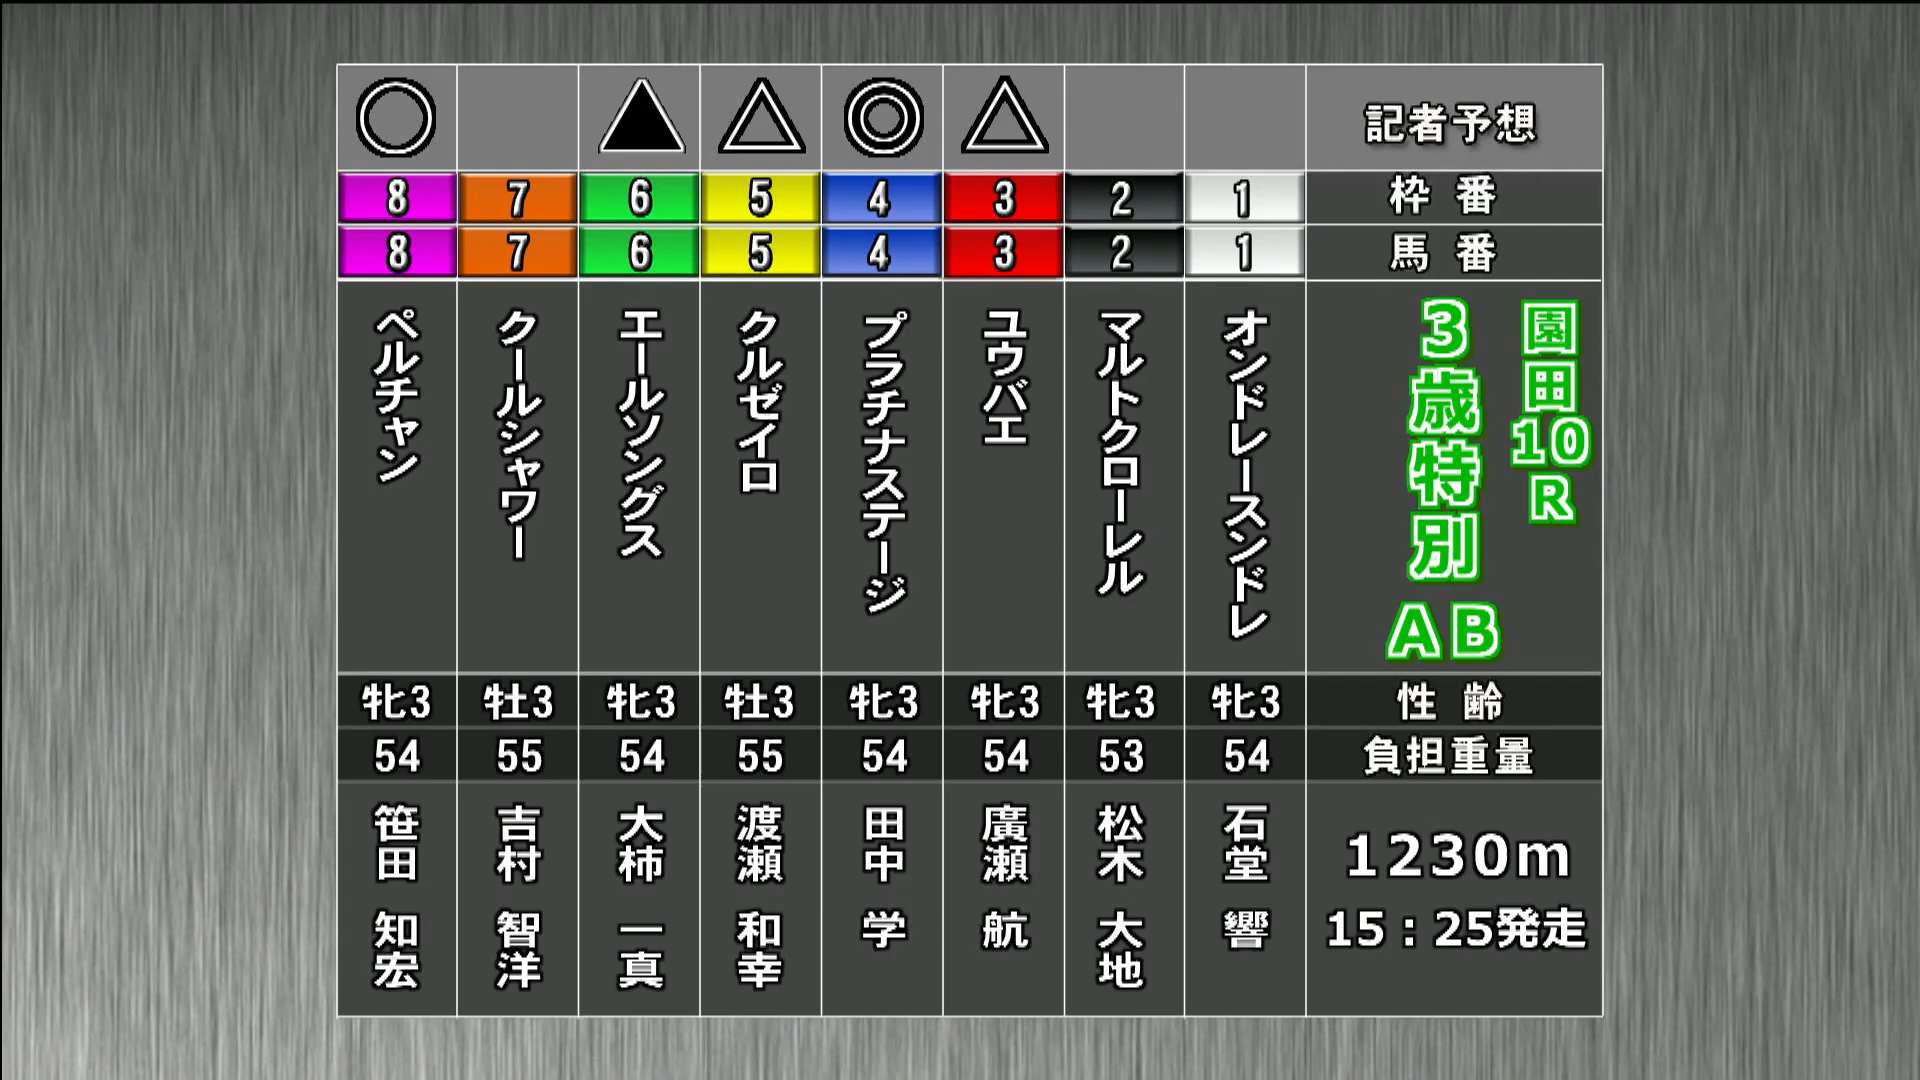 園田10R
3歳特別
AB
記者予想 △ ◎ △ ▲ ○
枠番 1 2 3 4 5 6 7 8
馬番 1 2 3 4 5 6 7 8
オンドレースンドレ
マルトクローレル
ユウバエ
プラチナステージ
クルゼイロ
エールソングス
クールシャワー
ペルチャン
性齢 牝3 牝3 牝3 牝3 牡3 牝3 牡3 牝3
負担重量 54 53 54 54 55 54 55 54
1230m
15:25発走
石堂 響
松木 大地
廣瀬 航
田中 学
渡瀬 和幸
大柿 一真
吉村 智洋
笹田 知宏